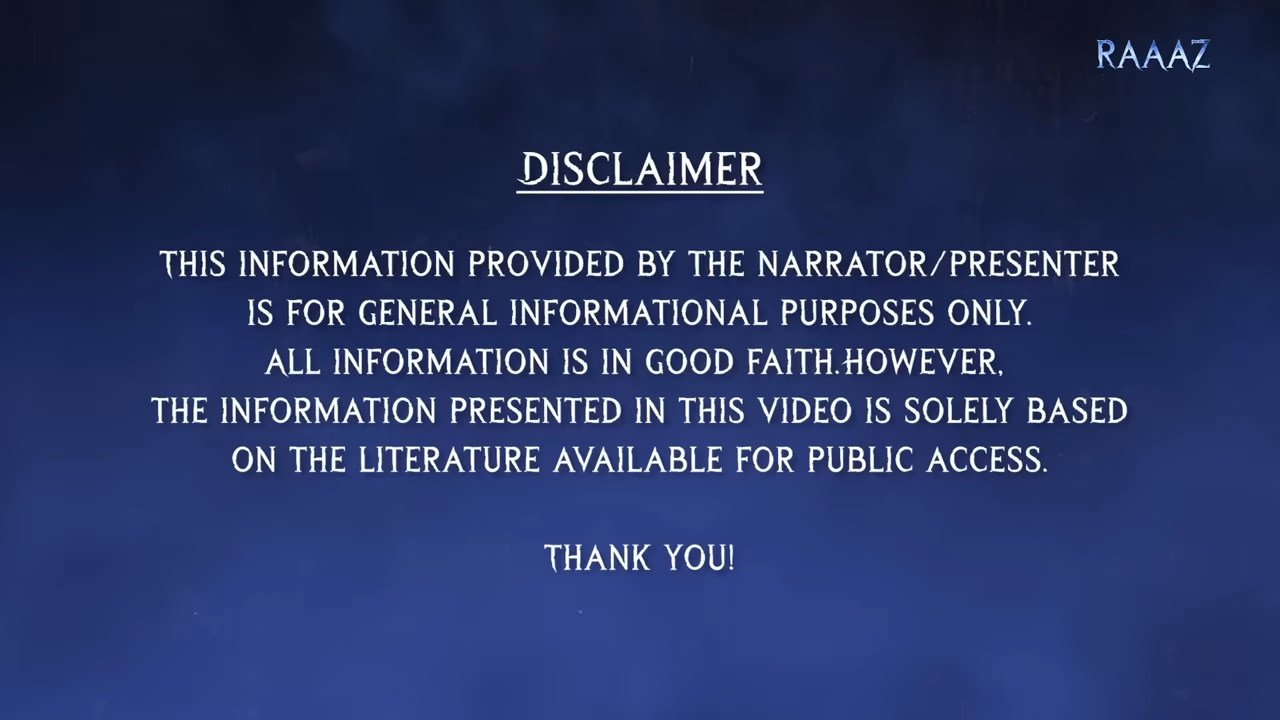 RAAAZ
DISCLAIMER
THIS INFORMATION PROVIDED BY THE NARRATOR/PRESENTER
IS FOR GENERAL INFORMATIONAL PURPOSES ONLY.
ALL INFORMATION IS IN GOOD FAITH.HOWEVER,
THE INFORMATION PRESENTED IN THIS VIDEO IS SOLELY BASED
ON THE LITERATURE AVAILABLE FOR PUBLIC ACCESS.
THANK YOU!